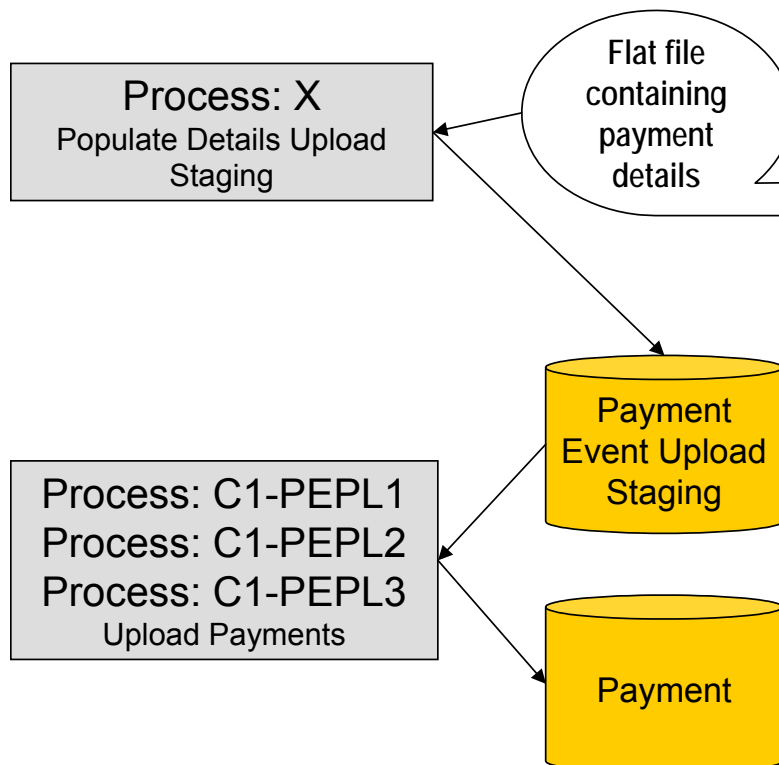 Process: X
Populate Details Upload
Staging
Flat file
containing
payment
details
Payment
Event Upload
Staging
Process: C1-PEPL1
Process: C1-PEPL2
Process: C1-PEPL3
Upload Payments
Payment